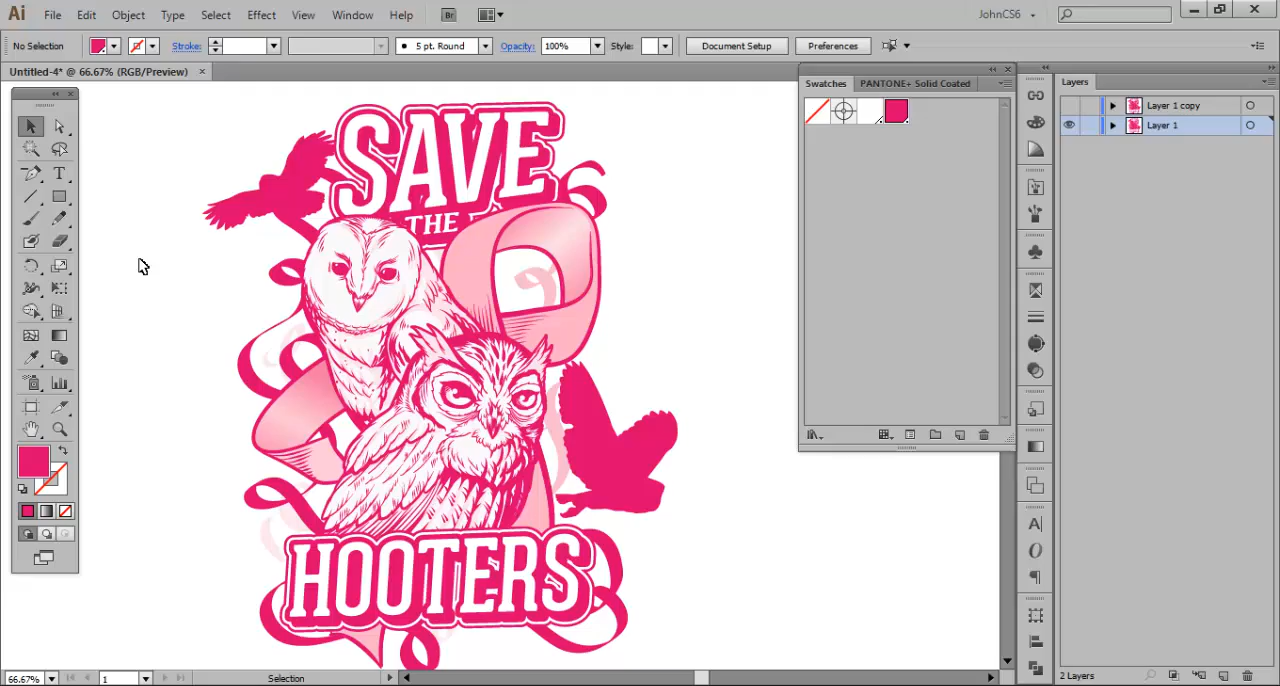 Ai File Edit Object Type Select Effect View Window Help Br JohnCS6
No Selection Stroke: 5 pt. Round Opacity: 100% Style: Document Setup Preferences
Untitled-4* @ 66.67% (RGB/Preview) ×
Swatches PANTONE+ Solid Coated
Layers
Layer 1 copy
Layer 1
SAVE
THE
HOOTERS
66.67% 1 Selection
2 Layers